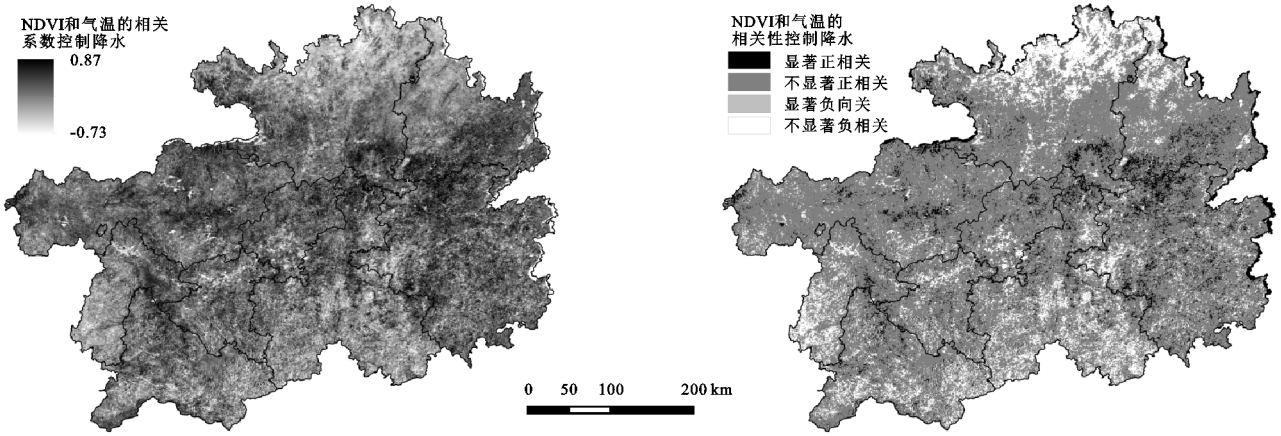 NDVI和气温的相关
系数控制降水
0.87
-0.73
NDVI和气温的
相关性控制降水
显著正相关
不显著正相关
显著负向关
不显著负相关
0 50 100 200 km